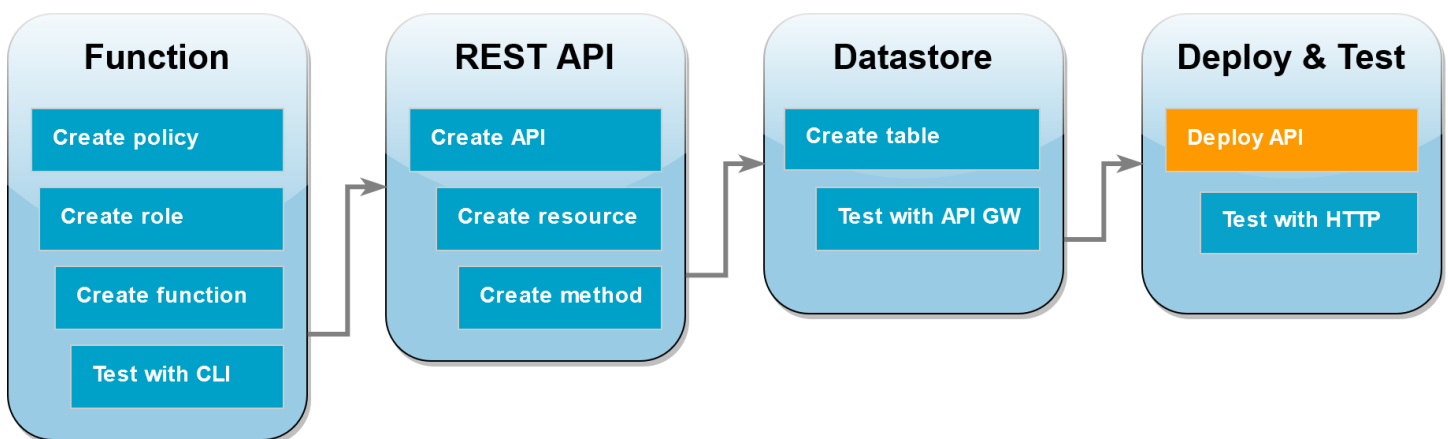 Function
Create policy
Create role
Create function
Test with CLI
REST API
Create API
Create resource
Create method
Datastore
Create table
Test with API GW
Deploy & Test
Deploy API
Test with HTTP